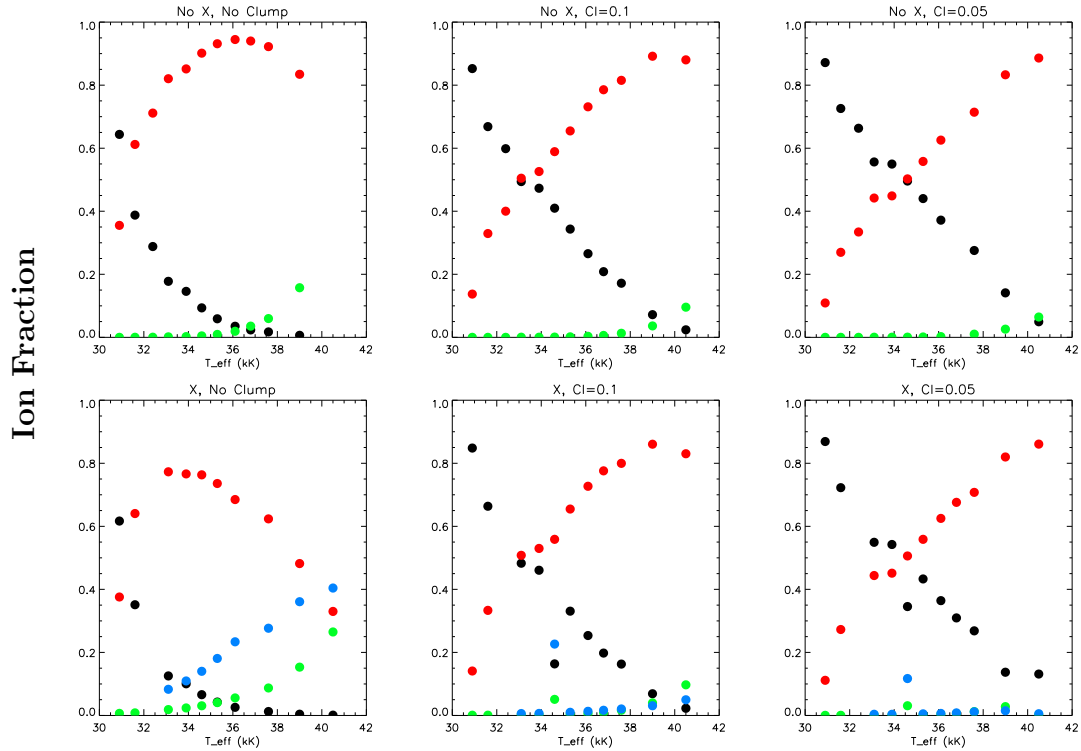 No X, No Clump
No X, Cl=0.1
No X, Cl=0.05
1.0
1.0
1.0
0.8
0.8
0.8
0.6
0.6
0.6
0.4
0.4
0.4
0.2
0.2
0.2
0.0
0.0
0.0
30 32 34 36 38 40 42
30 32 34 36 38 40 42
30 32 34 36 38 40 42
T_eff (kK)
T_eff (kK)
T_eff (kK)
Ion Fraction
X, No Clump
X, Cl=0.1
X, Cl=0.05
1.0
1.0
1.0
0.8
0.8
0.8
0.6
0.6
0.6
0.4
0.4
0.4
0.2
0.2
0.2
0.0
0.0
0.0
30 32 34 36 38 40 42
30 32 34 36 38 40 42
30 32 34 36 38 40 42
T_eff (kK)
T_eff (kK)
T_eff (kK)